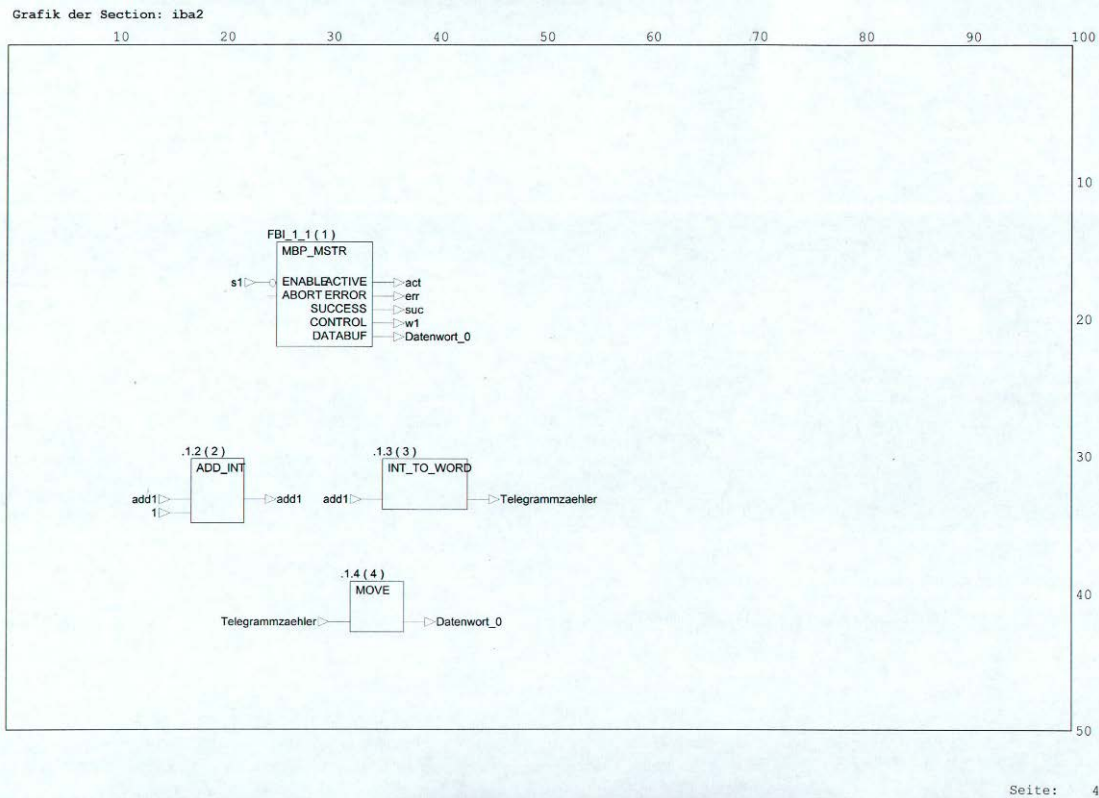 Grafik der Section: iba2
10 20 30 40 50 60 70 80 90 100
10
FBI_1_1 ( 1 )
MBP_MSTR
s1 ENABLE ACTIVE act
ABORT ERROR err
SUCCESS suc
20
CONTROL w1
DATABUF Datenwort_0
30
.1.2 ( 2 ) .1.3 ( 3 )
ADD_INT INT_TO_WORD
add1 add1 add1 Telegrammzaehler
1
.1.4 ( 4 )
MOVE
40
Telegrammzaehler Datenwort_0
50
Seite: 4